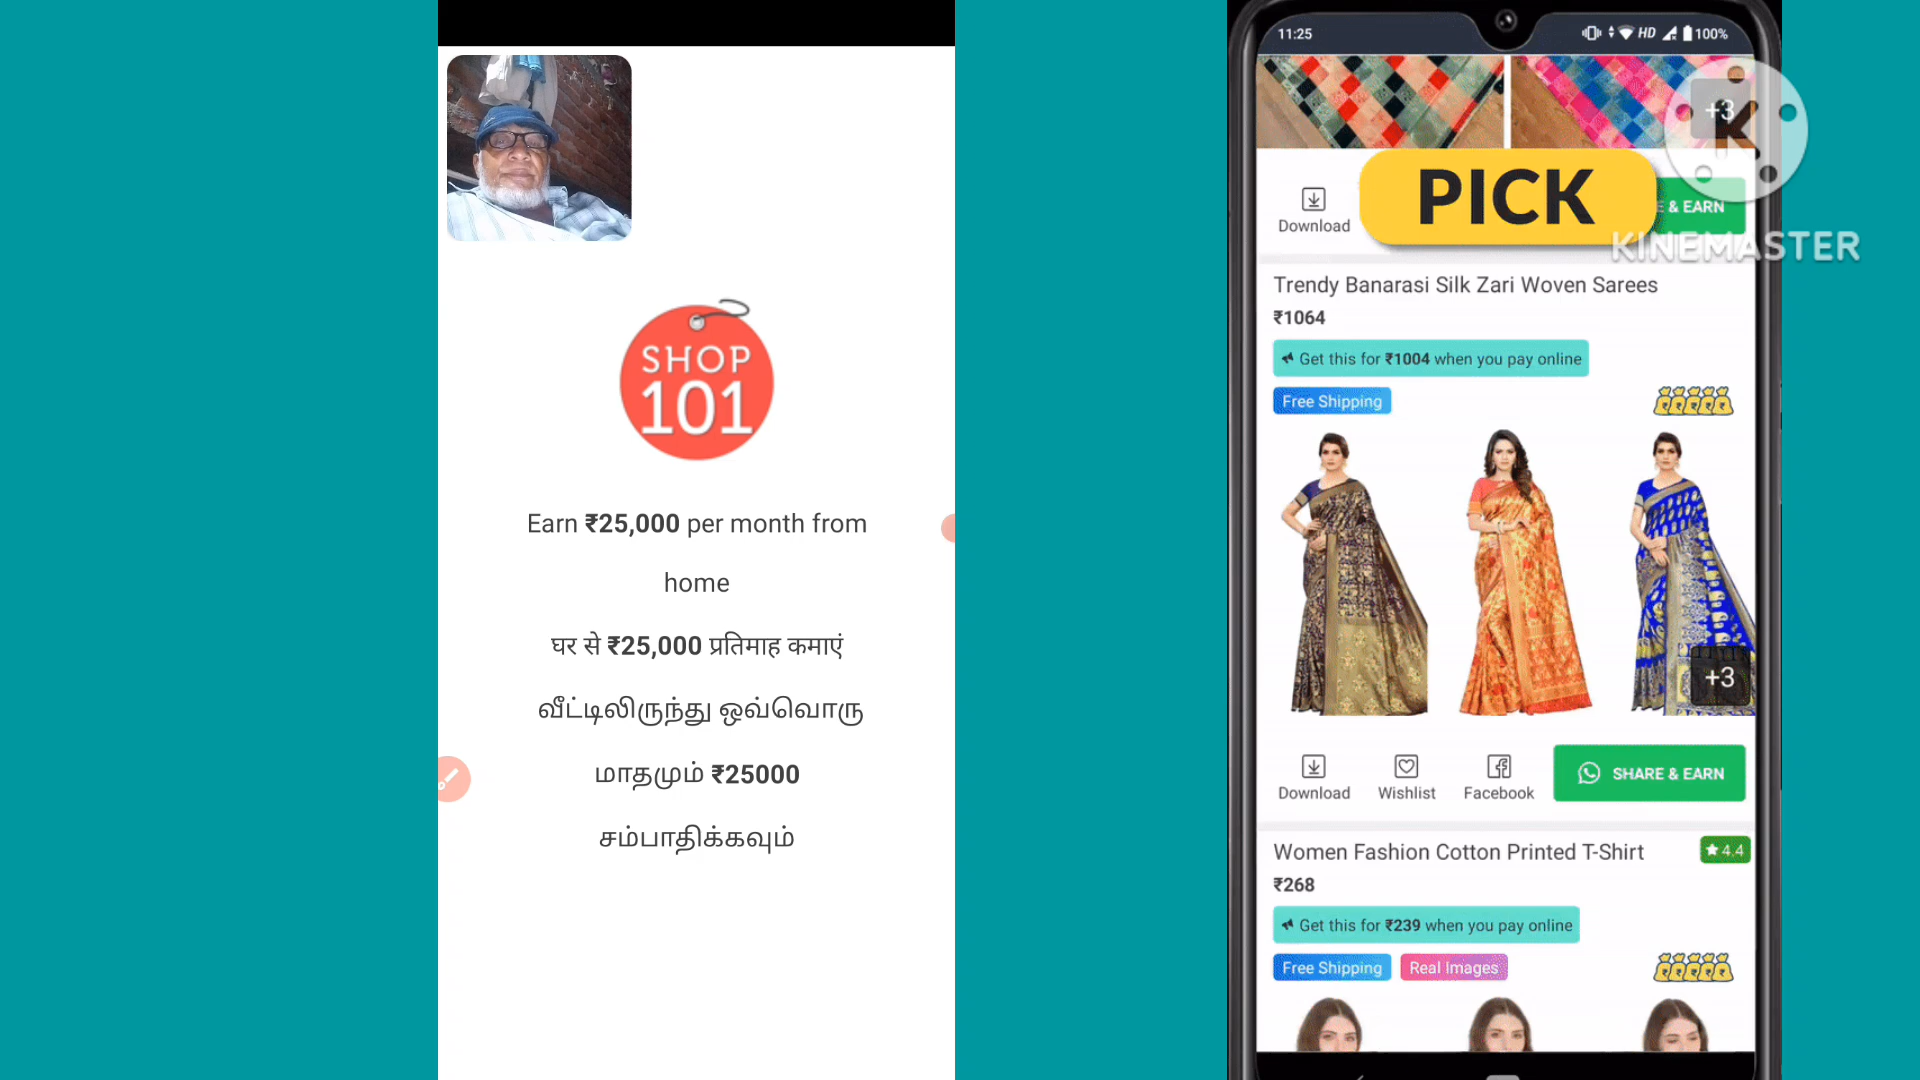 SHOP
101
Earn ₹25,000 per month from
home
घर से ₹25,000 प्रतिमाह कमाएं
வீட்டிலிருந்து ஒவ்வொரு
மாதமும் ₹25000
சம்பாதிக்கவும்
11:25
HD
100%
+3
K
PICK
Download
E & EARN
KINEMASTER
Trendy Banarasi Silk Zari Woven Sarees
₹1064
Get this for ₹1004 when you pay online
Free Shipping
+3
Download
Wishlist
Facebook
SHARE & EARN
Women Fashion Cotton Printed T-Shirt
4.4
₹268
Get this for ₹239 when you pay online
Free Shipping
Real Images